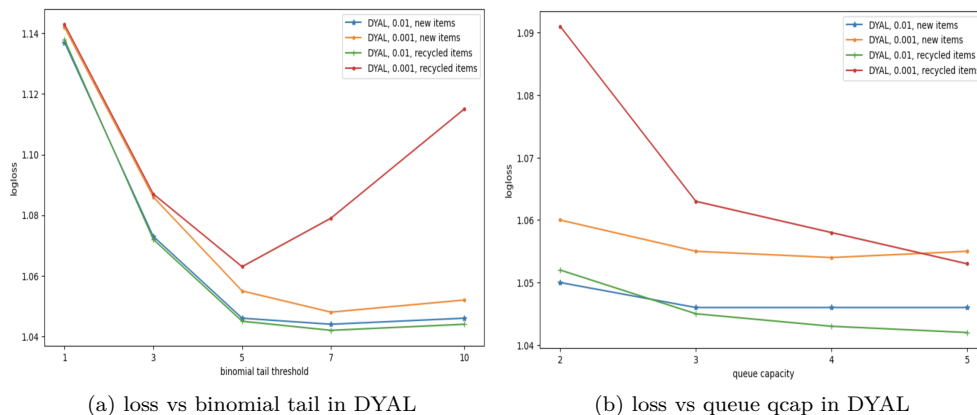 1.14
1.12
1.10
1.08
1.06
1.04
logloss
1
3
5
7
10
binomial tail threshold
DYAL, 0.01, new items
DYAL, 0.001, new items
DYAL, 0.01, recycled items
DYAL, 0.001, recycled items
(a) loss vs binomial tail in DYAL
1.09
1.08
1.07
1.06
1.05
1.04
logloss
2
3
4
5
queue capacity
DYAL, 0.01, new items
DYAL, 0.001, new items
DYAL, 0.01, recycled items
DYAL, 0.001, recycled items
(b) loss vs queue qcap in DYAL